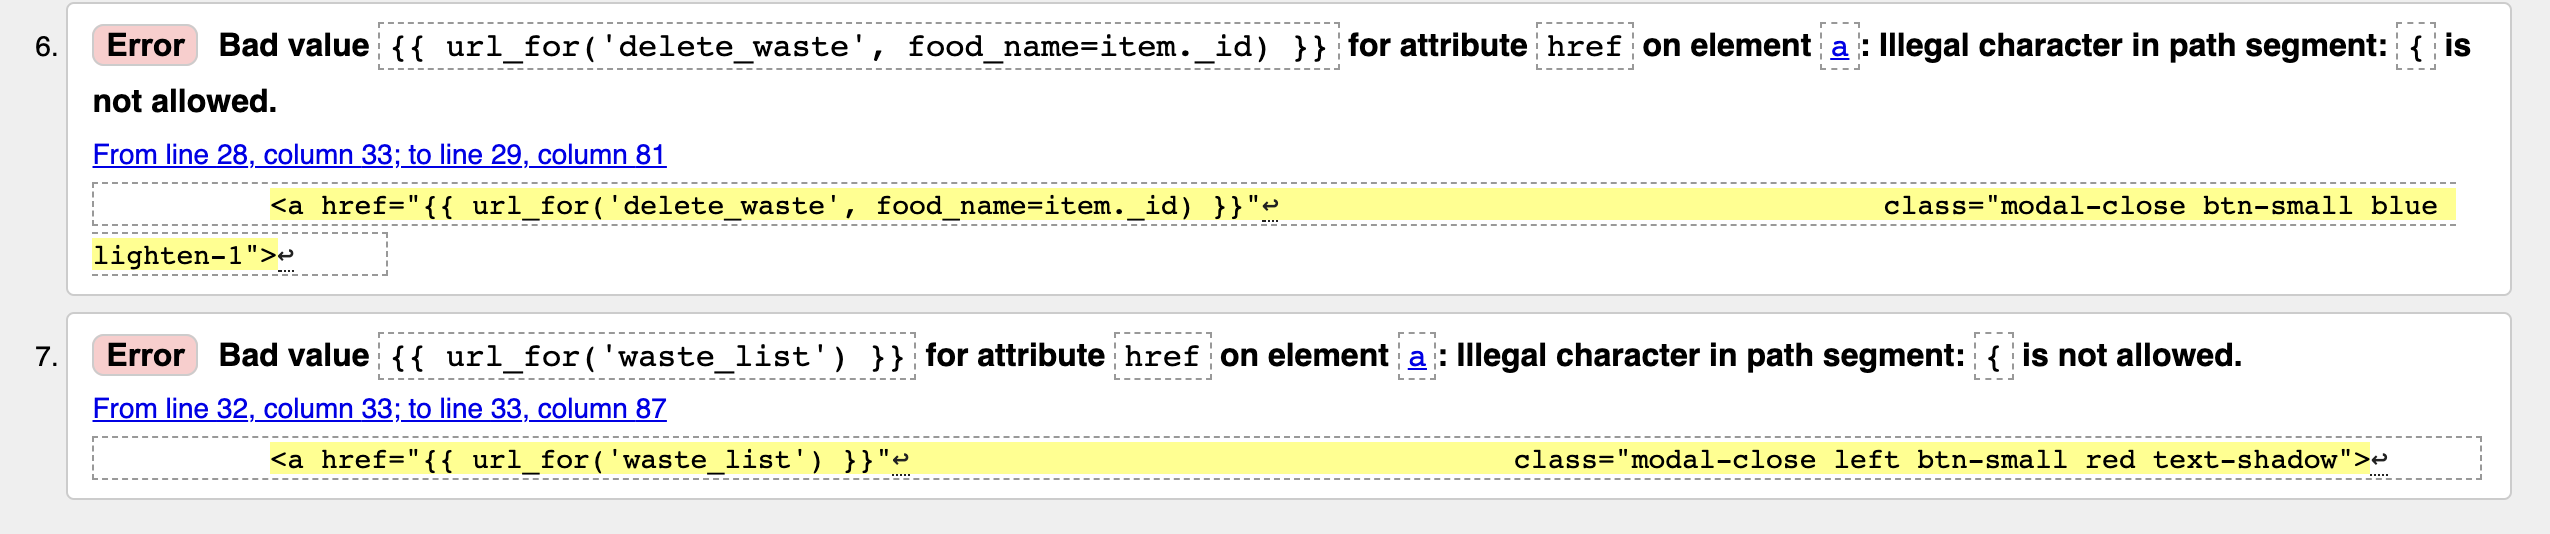 6. Error Bad value {{ url_for('delete_waste', food_name=item._id) }} for attribute href on element a: Illegal character in path segment: { is
not allowed.
From line 28, column 33; to line 29, column 81
<a href="{{ url_for('delete_waste', food_name=item._id) }}"↩ class="modal-close btn-small blue
lighten-1">↩
7. Error Bad value {{ url_for('waste_list') }} for attribute href on element a: Illegal character in path segment: { is not allowed.
From line 32, column 33; to line 33, column 87
<a href="{{ url_for('waste_list') }}"↩ class="modal-close left btn-small red text-shadow">↩